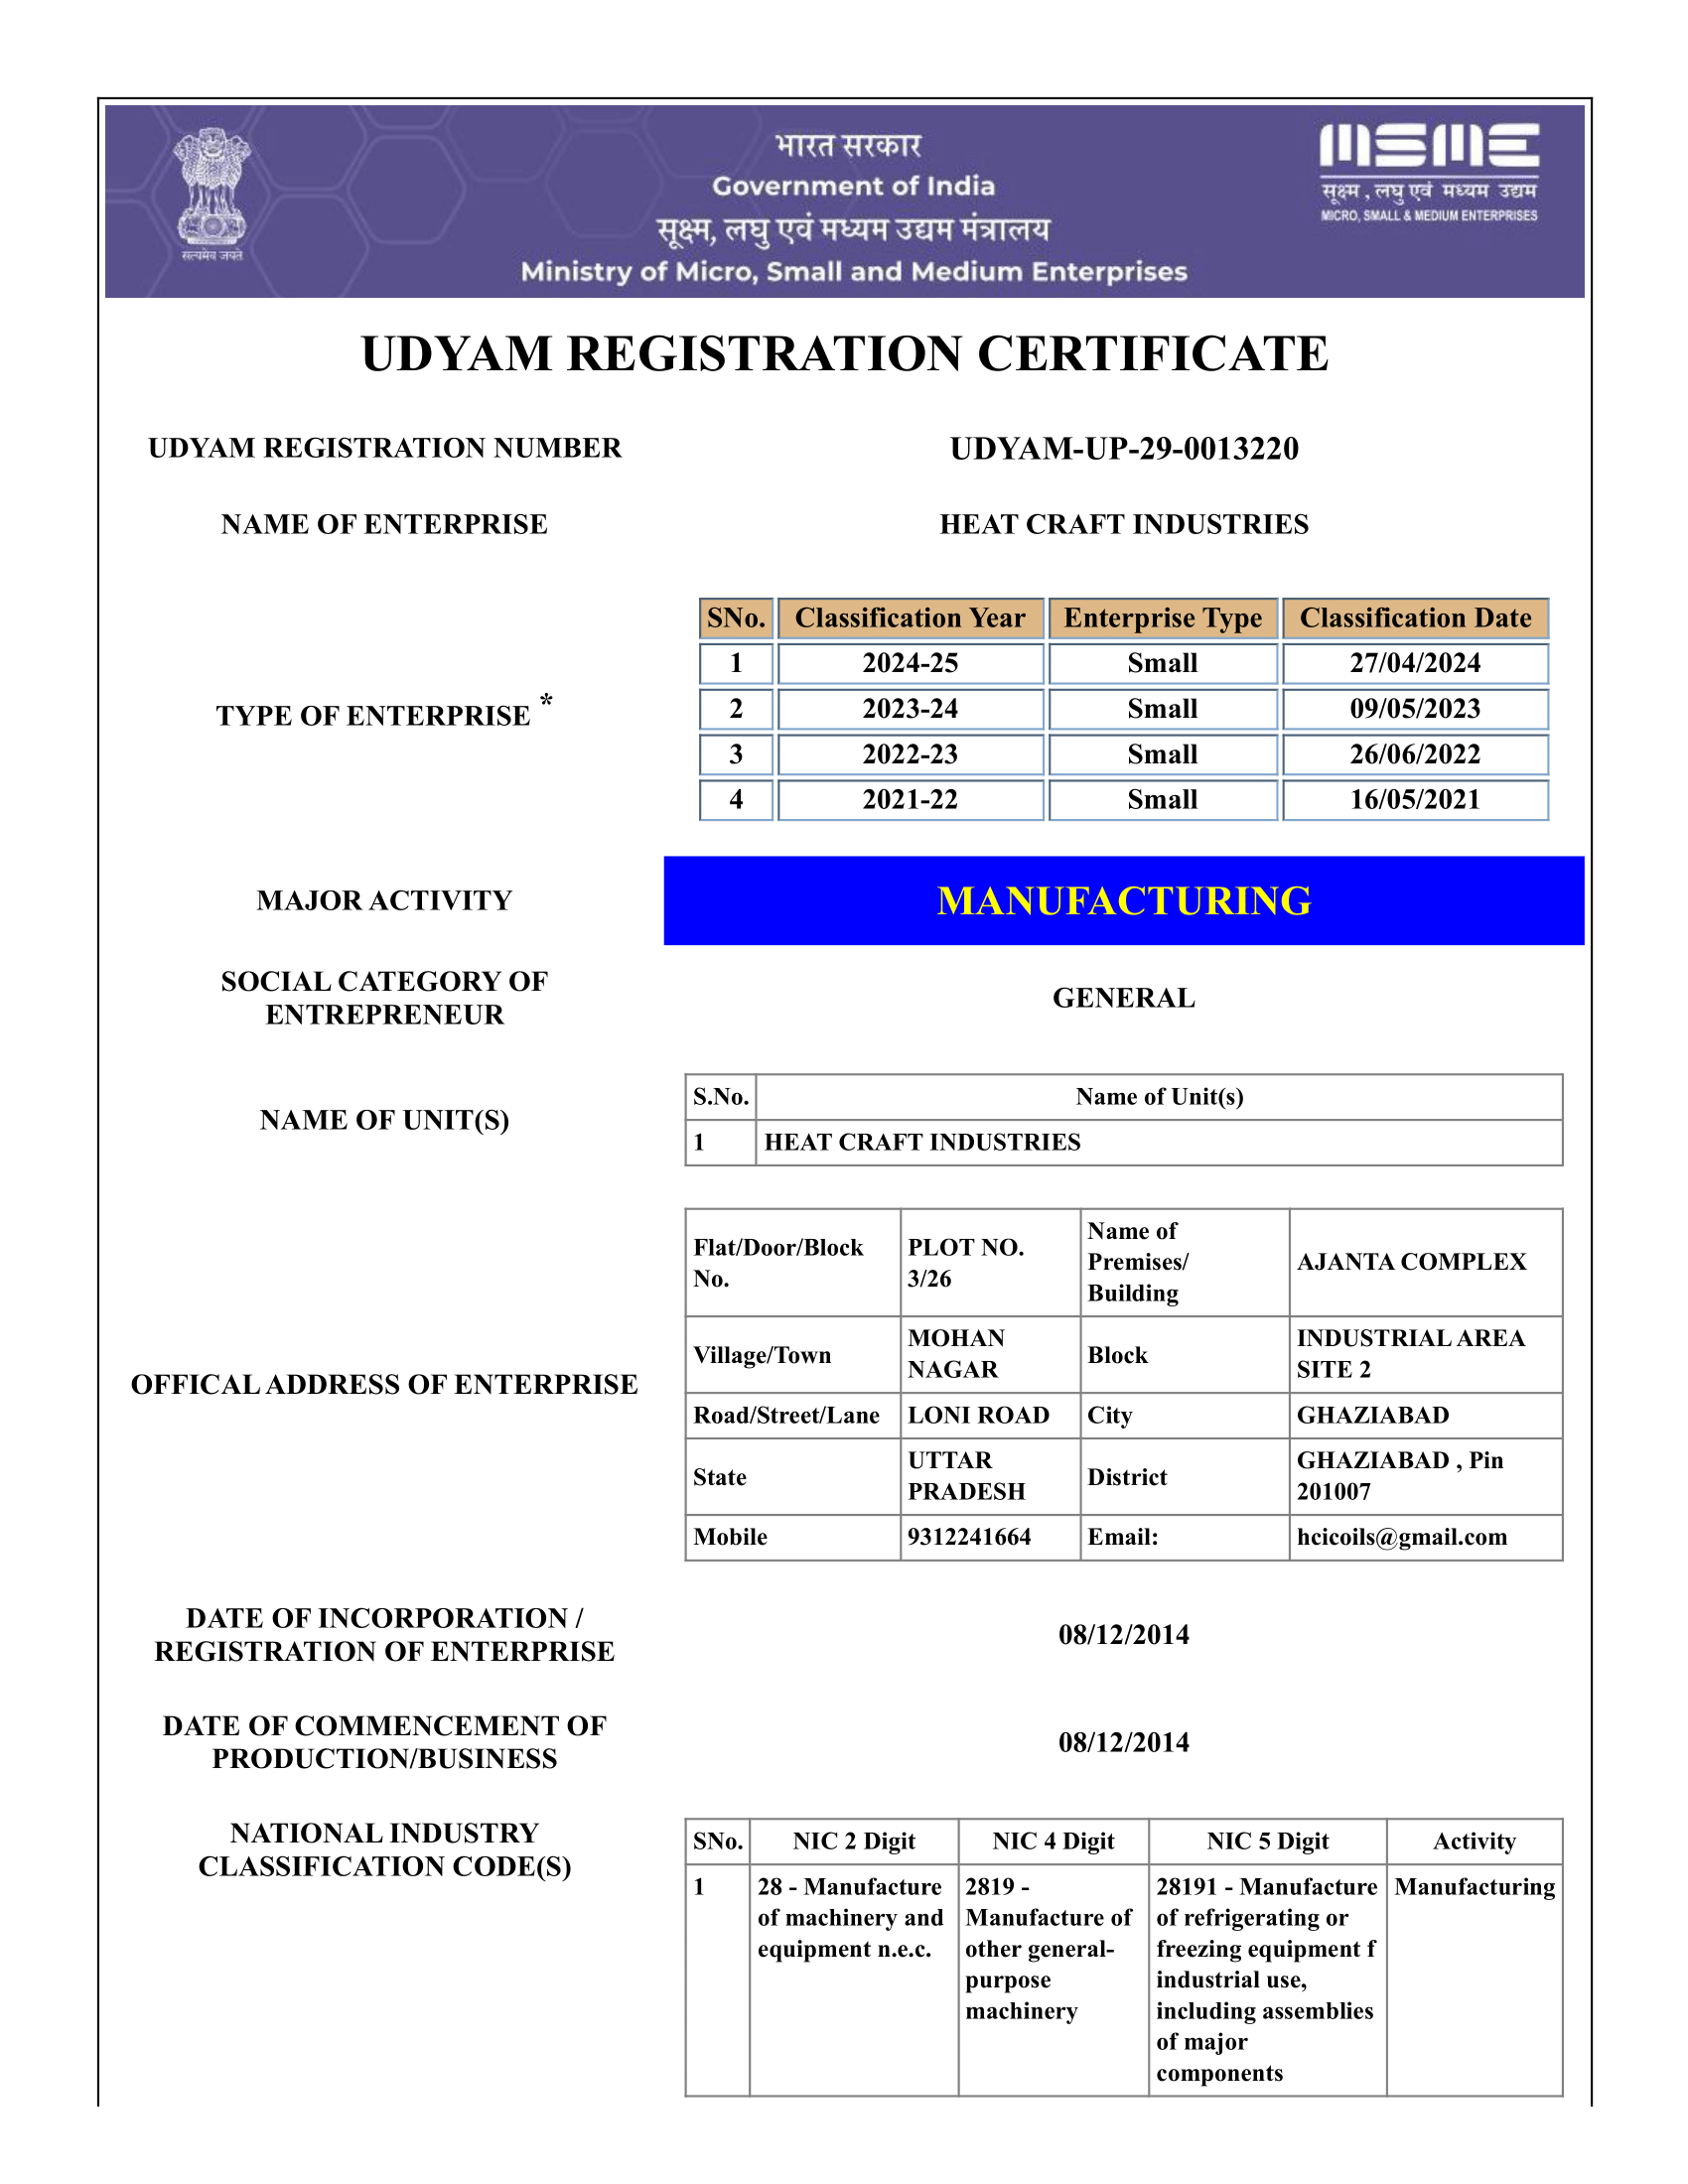 भारत सरकार
Government of India
सूक्ष्म, लघु एवं मध्यम उद्यम मंत्रालय
Ministry of Micro, Small and Medium Enterprises
सत्यमेव जयते
MSME
सूक्ष्म , लघु एवं मध्यम उद्यम
MICRO, SMALL & MEDIUM ENTERPRISES
UDYAM REGISTRATION CERTIFICATE
UDYAM REGISTRATION NUMBER UDYAM-UP-29-0013220
NAME OF ENTERPRISE HEAT CRAFT INDUSTRIES
TYPE OF ENTERPRISE *
SNo. Classification Year Enterprise Type Classification Date
1 2024-25 Small 27/04/2024
2 2023-24 Small 09/05/2023
3 2022-23 Small 26/06/2022
4 2021-22 Small 16/05/2021
MAJOR ACTIVITY MANUFACTURING
SOCIAL CATEGORY OF
ENTREPRENEUR
GENERAL
NAME OF UNIT(S)
S.No. Name of Unit(s)
1 HEAT CRAFT INDUSTRIES
OFFICAL ADDRESS OF ENTERPRISE
Flat/Door/Block
No.
PLOT NO.
3/26
Name of
Premises/
Building
AJANTA COMPLEX
Village/Town
MOHAN
NAGAR
Block
INDUSTRIAL AREA
SITE 2
Road/Street/Lane LONI ROAD City GHAZIABAD
State
UTTAR
PRADESH
District
GHAZIABAD , Pin
201007
Mobile 9312241664 Email: hcicoils@gmail.com
DATE OF INCORPORATION /
REGISTRATION OF ENTERPRISE
08/12/2014
DATE OF COMMENCEMENT OF
PRODUCTION/BUSINESS
08/12/2014
NATIONAL INDUSTRY
CLASSIFICATION CODE(S)
SNo. NIC 2 Digit NIC 4 Digit NIC 5 Digit Activity
1
28 - Manufacture
of machinery and
equipment n.e.c.
2819 -
Manufacture of
other general-
purpose
machinery
28191 - Manufacture
of refrigerating or
freezing equipment f
industrial use,
including assemblies
of major
components
Manufacturing